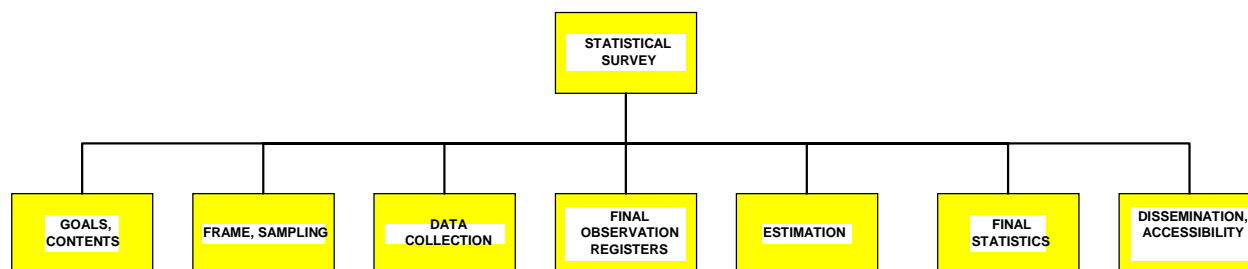 STATISTICAL
SURVEY
GOALS,
CONTENTS
FRAME, SAMPLING
DATA
COLLECTION
FINAL
OBSERVATION
REGISTERS
ESTIMATION
FINAL
STATISTICS
DISSEMINATION,
ACCESSIBILITY